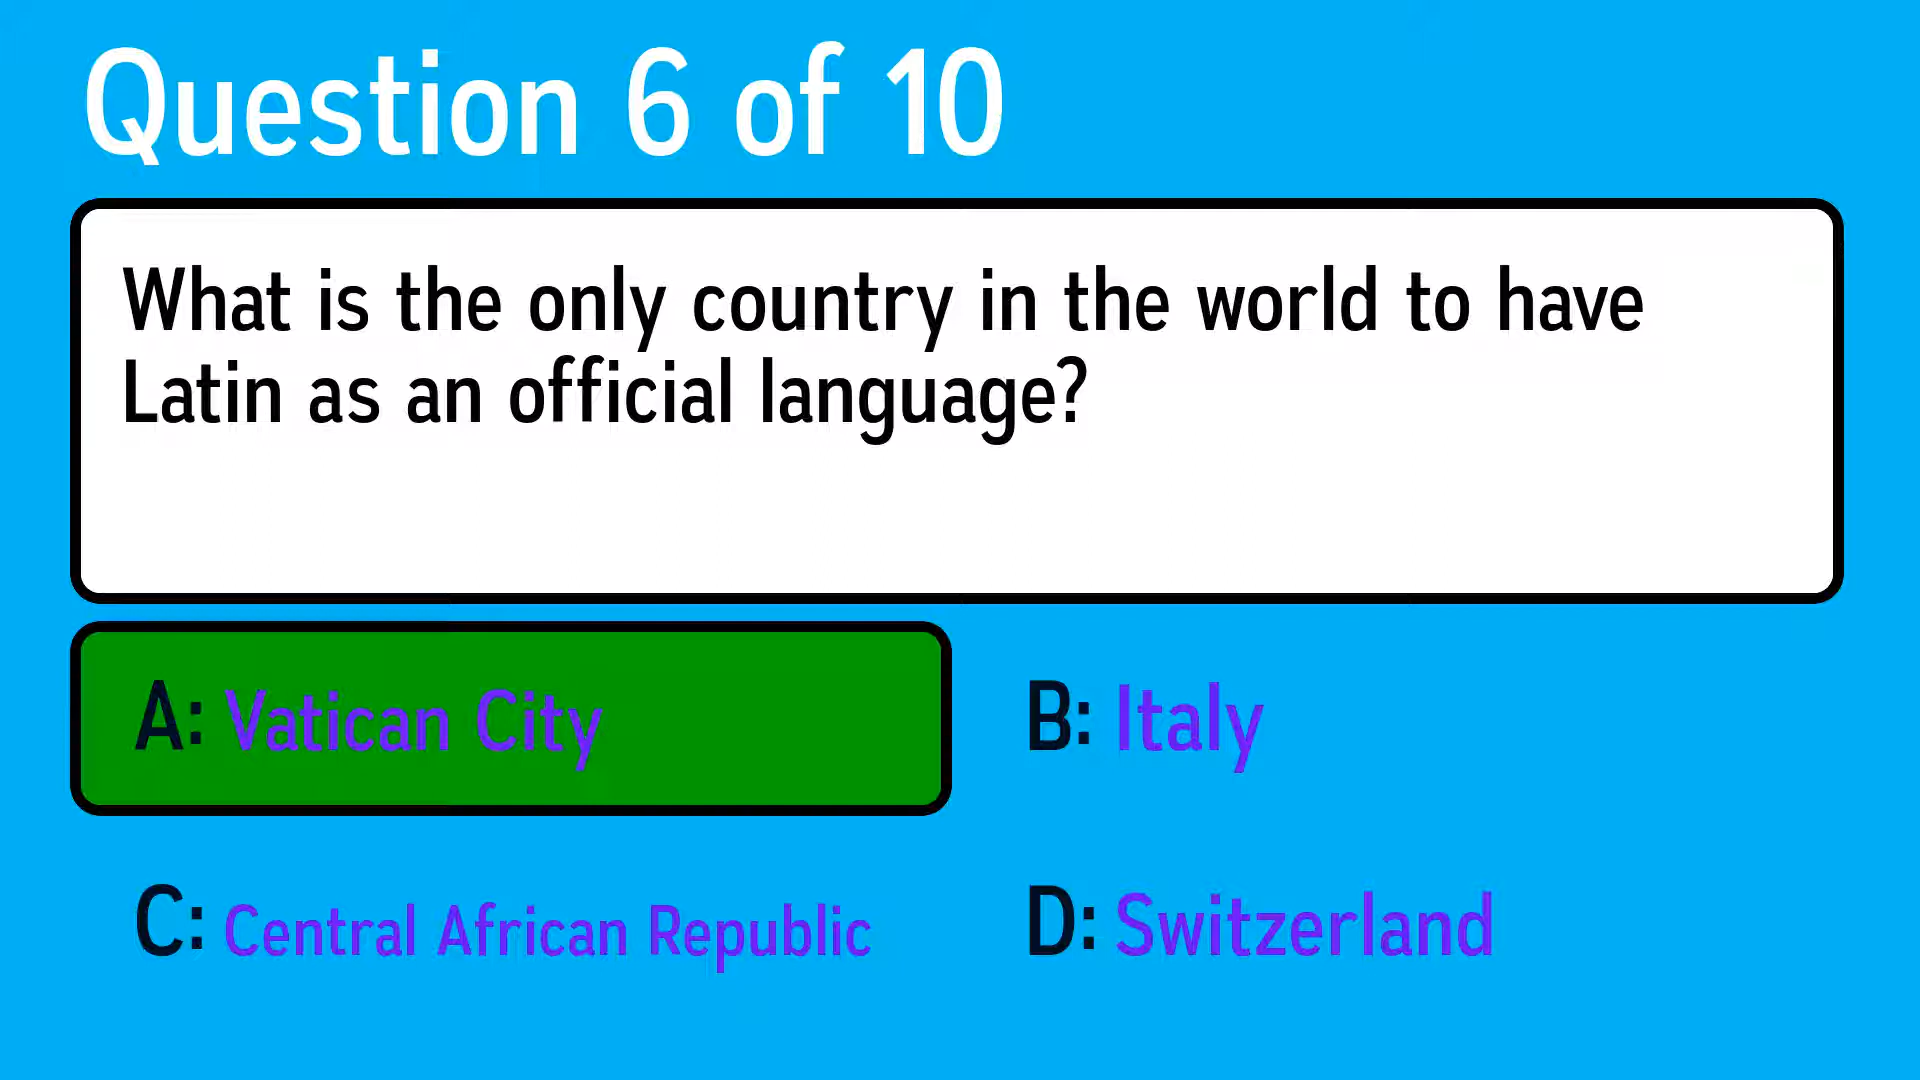 Question 6 of 10
What is the only country in the world to have
Latin as an official language?
A: Vatican City
B: Italy
C: Central African Republic
D: Switzerland